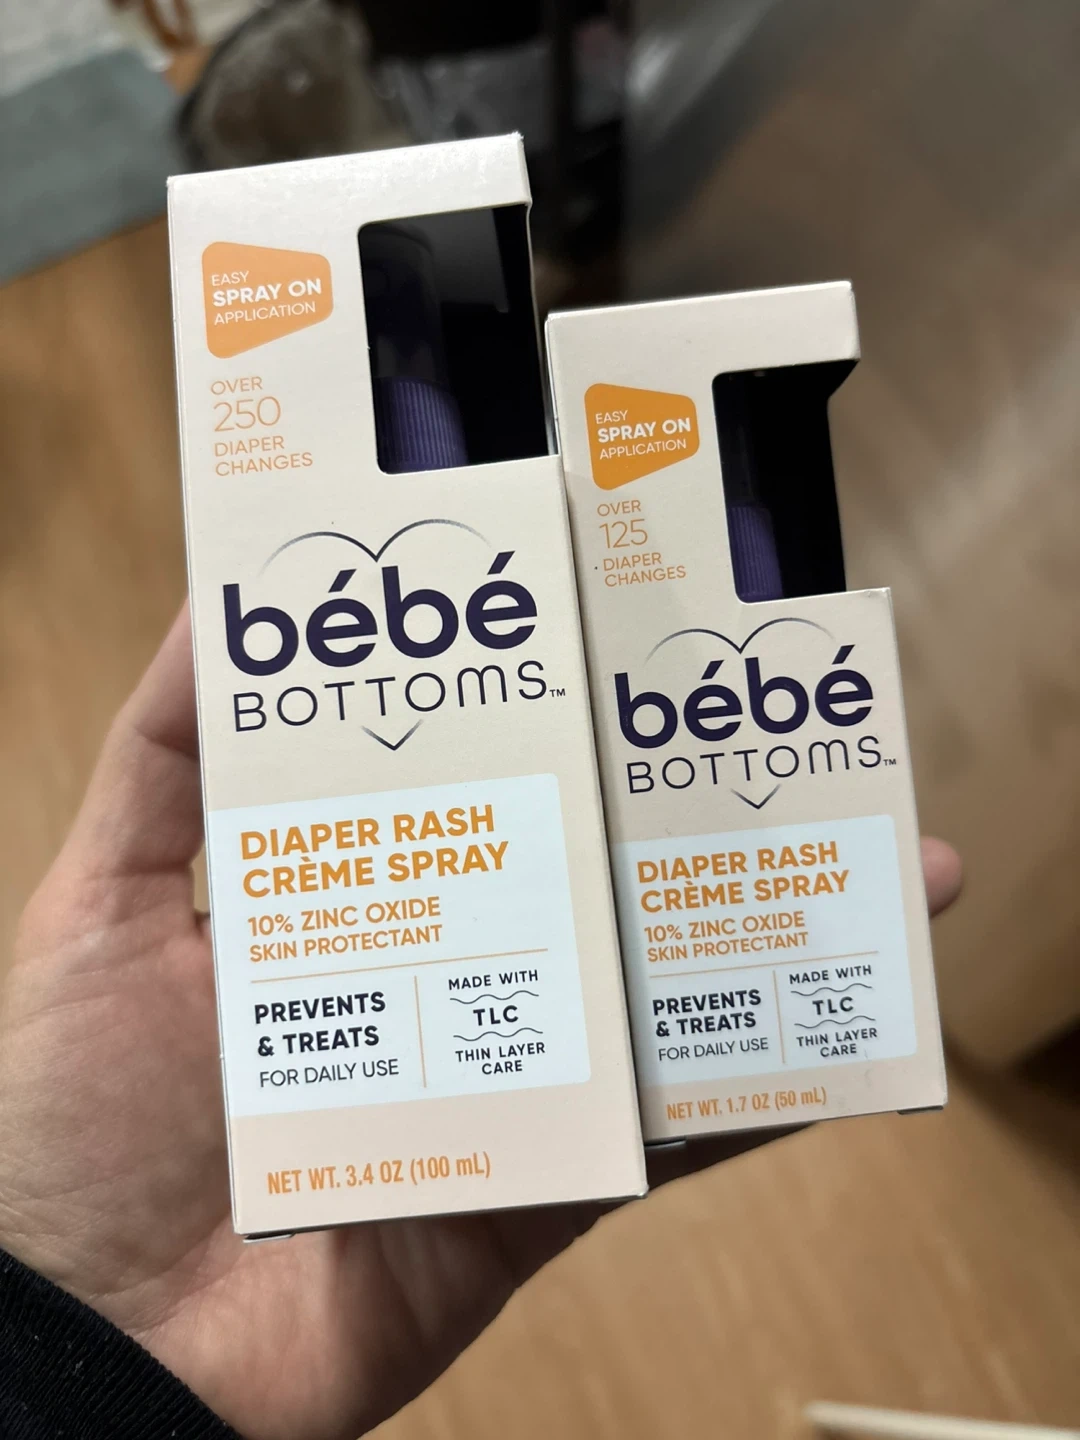 EASY
SPRAY ON
APPLICATION
OVER
250
DIAPER
CHANGES
bébé
BOTTOMS™
DIAPER RASH
CRÈME SPRAY
10% ZINC OXIDE
SKIN PROTECTANT
PREVENTS
& TREATS
FOR DAILY USE
MADE WITH
TLC
THIN LAYER
CARE
NET WT. 3.4 OZ (100 mL)
EASY
SPRAY ON
APPLICATION
OVER
125
DIAPER
CHANGES
bébé
BOTTOMS™
DIAPER RASH
CRÈME SPRAY
10% ZINC OXIDE
SKIN PROTECTANT
PREVENTS
& TREATS
FOR DAILY USE
MADE WITH
TLC
THIN LAYER
CARE
NET WT. 1.7 OZ (50 mL)